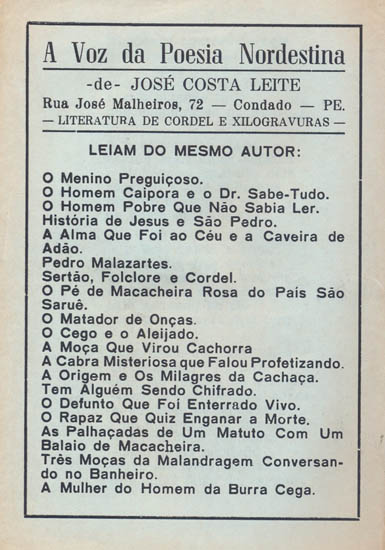 A Voz da Poesia Nordestina
-de- JOSÉ COSTA LEITE
Rua José Malheiros, 72 — Condado — PE.
— LITERATURA DE CORDEL E XILOGRAVURAS —
LEIAM DO MESMO AUTOR:
O Menino Preguiçoso.
O Homem Caipora e o Dr. Sabe-Tudo.
O Homem Pobre Que Não Sabia Ler.
História de Jesus e São Pedro.
A Alma Que Foi ao Céu e a Caveira de
Adão.
Pedro Malazartes.
Sertão, Folclore e Cordel.
O Pé de Macacheira Rosa do País São
Saruê.
O Matador de Onças.
O Cego e o Aleijado.
A Moça Que Virou Cachorra
A Cabra Misteriosa que Falou Profetizando.
A Origem e Os Milagres da Cachaça.
Tem Alguém Sendo Chifrado.
O Defunto Que Foi Enterrado Vivo.
O Rapaz Que Quiz Enganar a Morte.
As Palhaçadas de Um Matuto Com Um
Balaio de Macacheira.
Três Moças da Malandragem Conversan-
do no Banheiro.
A Mulher do Homem da Burra Cega.